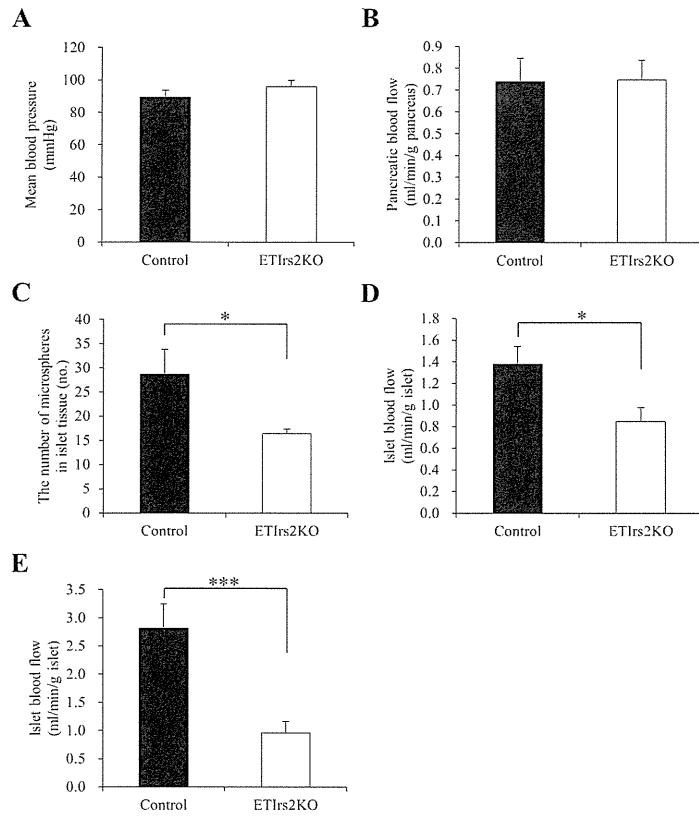 A
Mean blood pressure
(mmHg)
120
100
80
60
40
20
0
Control
ETIrs2KO
B
Pancreatic blood flow
(ml/min/g pancreas)
0.9
0.8
0.7
0.6
0.5
0.4
0.3
0.2
0.1
0.0
Control
ETIrs2KO
C
The number of microspheres
in islet tissue (no.)
40
35
30
25
20
15
10
5
0
*
Control
ETIrs2KO
D
Islet blood flow
(ml/min/g islet)
1.8
1.6
1.4
1.2
1.0
0.8
0.6
0.4
0.2
0.0
*
Control
ETIrs2KO
E
Islet blood flow
(ml/min/g islet)
3.5
3.0
2.5
2.0
1.5
1.0
0.5
0.0
***
Control
ETIrs2KO